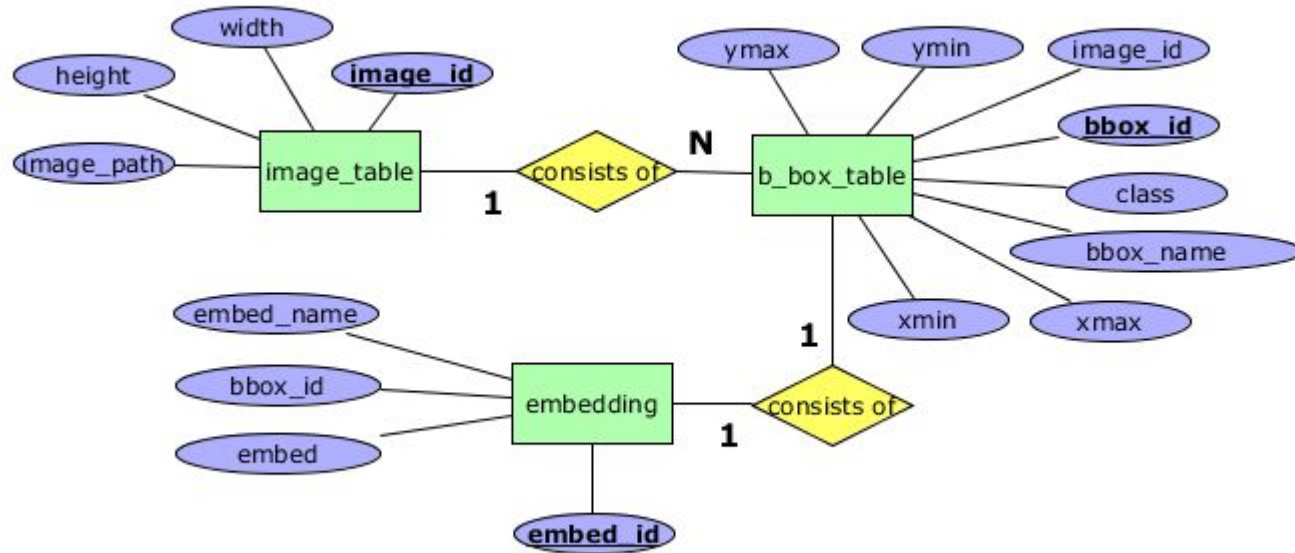 width
height
image_id
image_path
image_table
1
consists of
N
ymax
ymin
image_id
bbox_id
b_box_table
class
bbox_name
xmin
xmax
1
consists of
1
embed_name
bbox_id
embed
embedding
embed_id